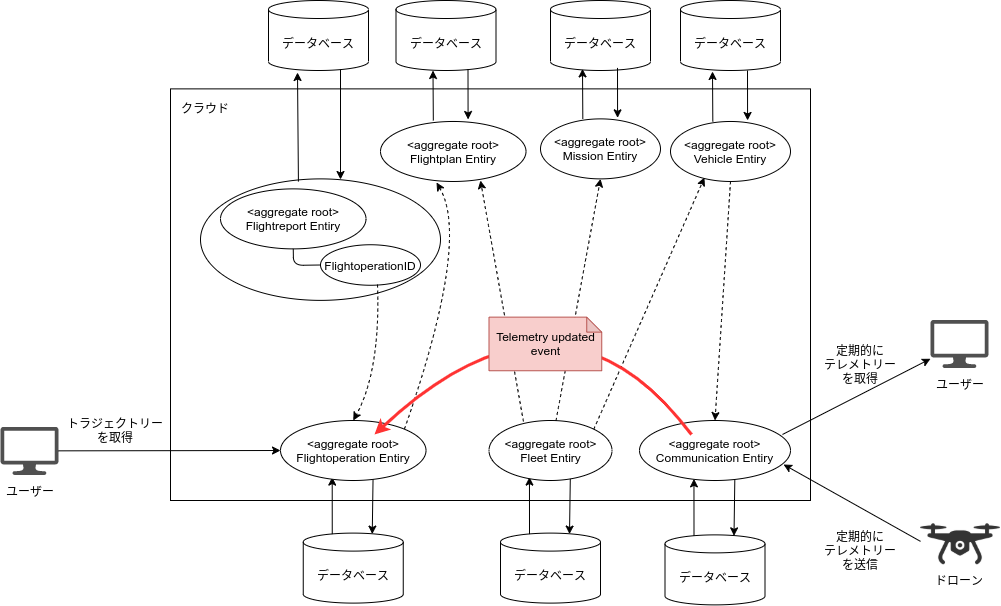 データベース
データベース
データベース
データベース
クラウド
<aggregate root>
Flightplan Entiry
<aggregate root>
Mission Entiry
<aggregate root>
Vehicle Entiry
<aggregate root>
Flightreport Entiry
FlightoperationID
Telemetry updated
event
定期的に
テレメトリー
を取得
ユーザー
トラジェクトリー
を取得
ユーザー
<aggregate root>
Flightoperation Entiry
<aggregate root>
Fleet Entiry
<aggregate root>
Communication Entiry
定期的に
テレメトリー
を送信
ドローン
データベース
データベース
データベース